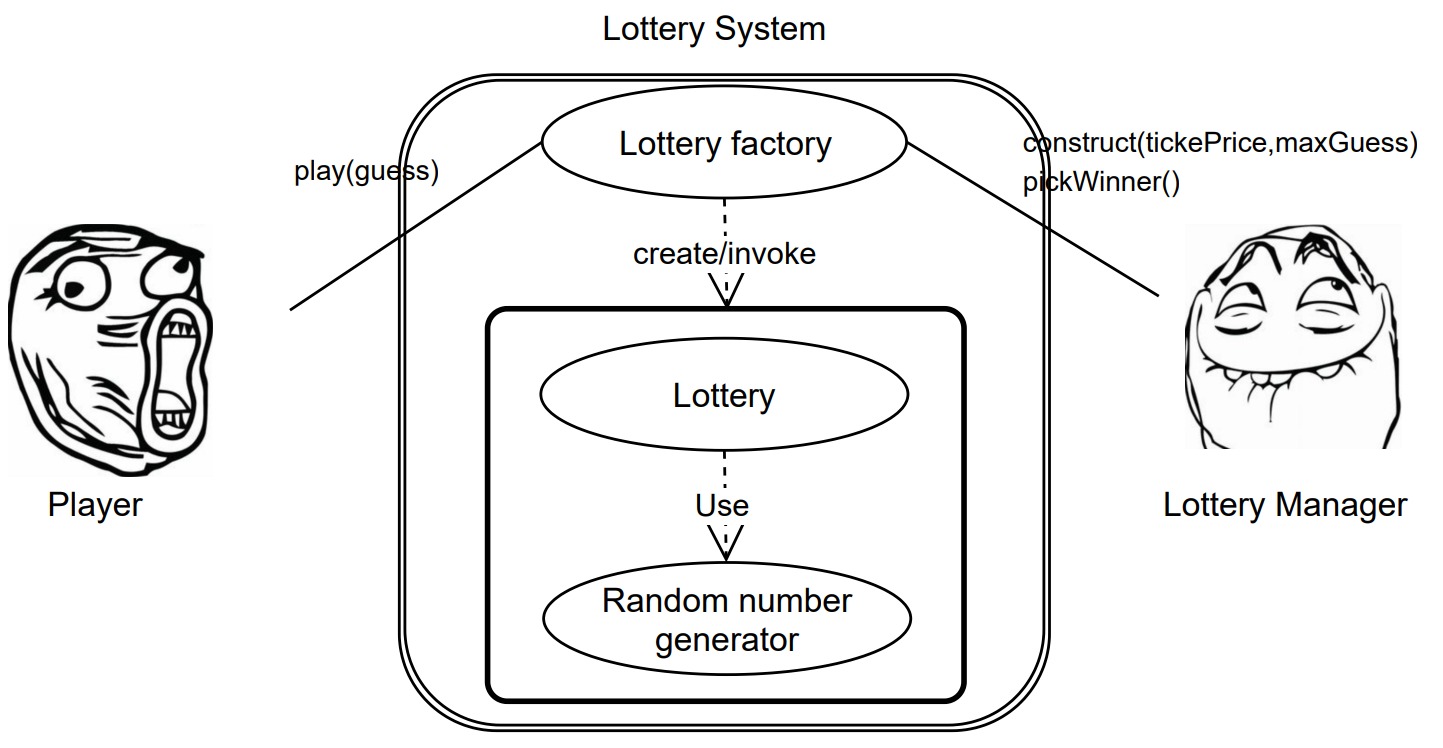 Lottery System
Lottery factory
construct(tickePrice,maxGuess)
play(guess)
pickWinner()
create/invoke
Lottery
Player
Use
Lottery Manager
Random number
generator